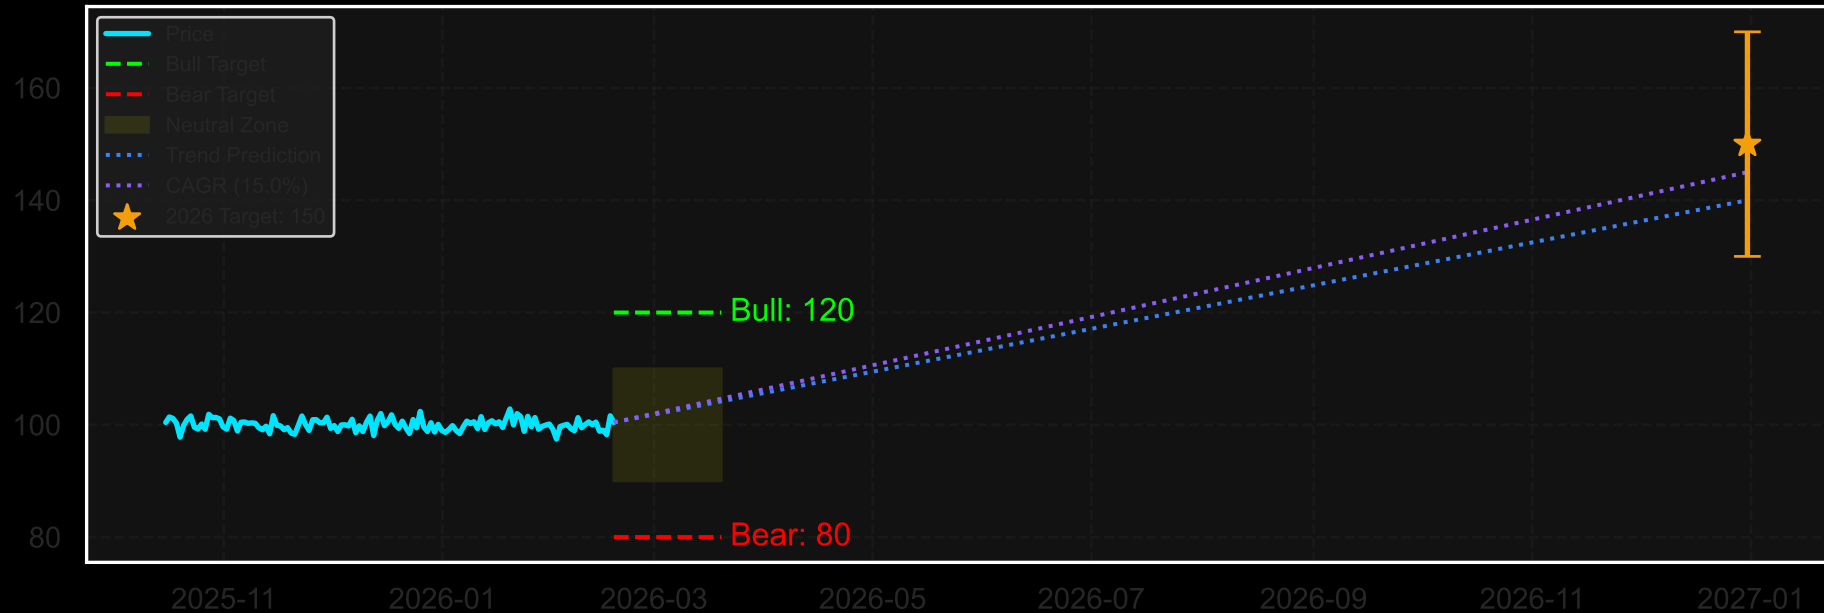 Price
Bull Target
Bear Target
Neutral Zone
Trend Prediction
CAGR (15.0%)
2026 Target: 150
160
140
120
100
80
Bull: 120
Bear: 80
2025-11 2026-01 2026-03 2026-05 2026-07 2026-09 2026-11 2027-01